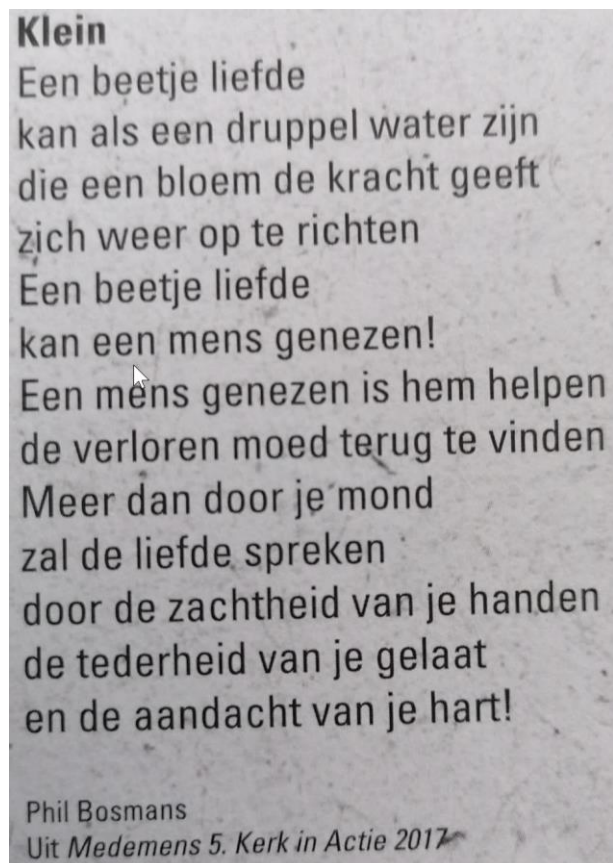 Klein
Een beetje liefde
kan als een druppel water zijn
die een bloem de kracht geeft
zich weer op te richten
Een beetje liefde
kan een mens genezen!
Een mens genezen is hem helpen
de verloren moed terug te vinden
Meer dan door je mond
zal de liefde spreken
door de zachtheid van je handen
de tederheid van je gelaat
en de aandacht van je hart!
Phil Bosmans
Uit Medemens 5. Kerk in Actie 2017